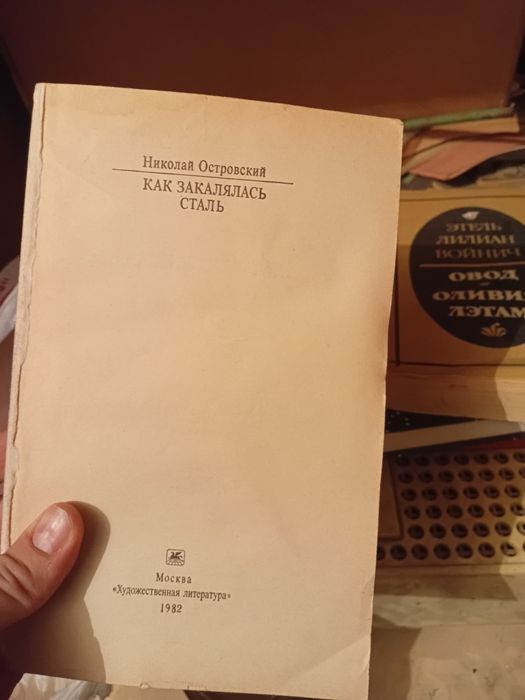 Николай Островский
КАК ЗАКАЛЯЛАСЬ
СТАЛЬ
Москва
«Художественная литература»
1982
ЭТЕЛЬ
ЛИЛИАН
ВОЙНИЧ
ОВОД
ОЛИВИЯ
ЛЭТАМ